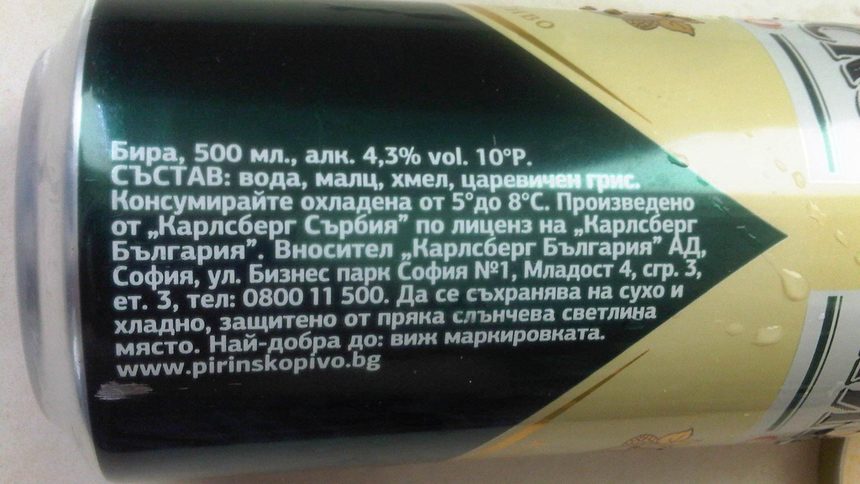 Бира, 500 мл., алк. 4,3% vol. 10°P.
СЪСТАВ: вода, малц, хмел, царевичен грис.
Консумирайте охладена от 5°до 8°C. Произведено
от „Карлсберг Сърбия” по лиценз на „Карлсберг
България”. Вносител „Карлсберг България” АД,
София, ул. Бизнес парк София №1, Младост 4, сгр. 3,
ет. 3, тел: 0800 11 500. Да се съхранява на сухо и
хладно, защитено от пряка слънчева светлина
място. Най-добра до: виж маркировката.
www.pirinskopivo.bg